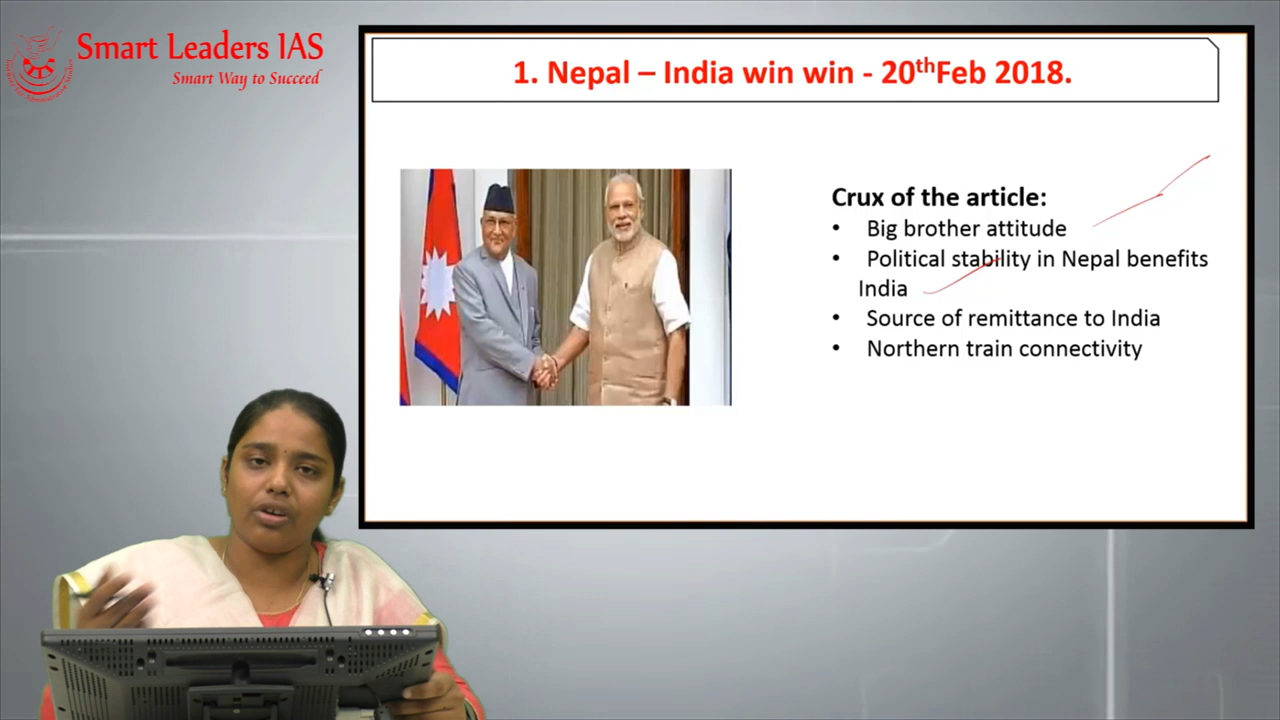 Smart Leaders IAS
Smart Way to Succeed
1. Nepal – India win win - 20thFeb 2018.
Crux of the article:
• Big brother attitude
• Political stability in Nepal benefits
India
• Source of remittance to India
• Northern train connectivity